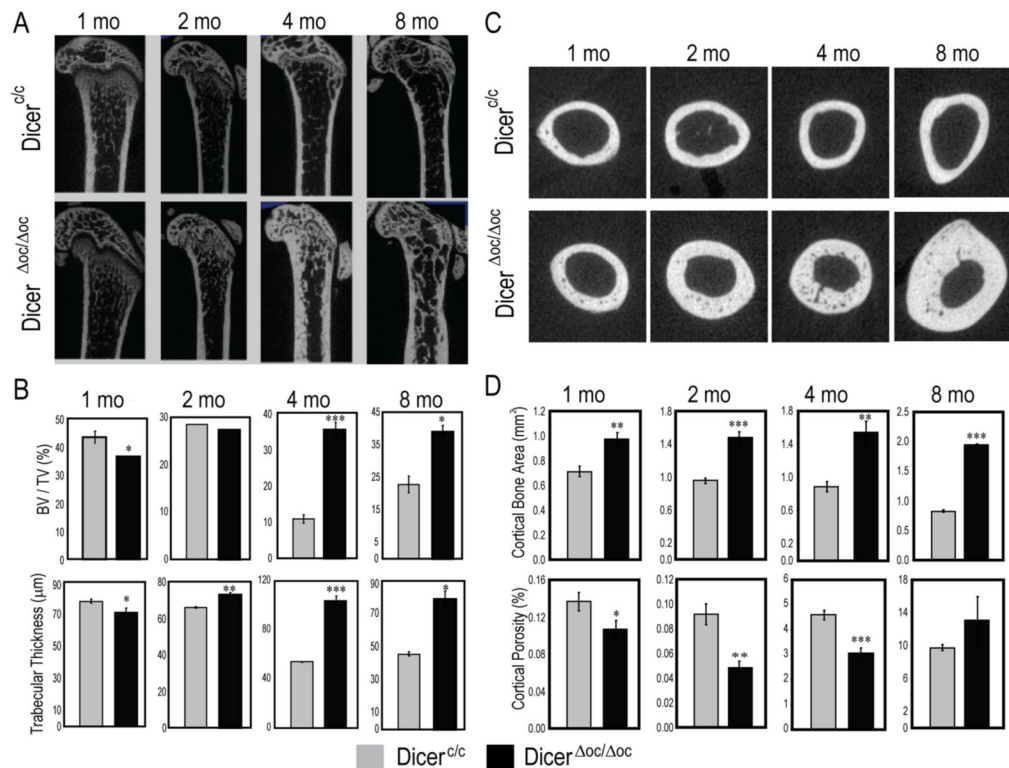 A
1 mo 2 mo 4 mo 8 mo
Dicer c/c
Dicer Δoc/Δoc
C
1 mo 2 mo 4 mo 8 mo
Dicer c/c
Dicer Δoc/Δoc
B
1 mo 2 mo 4 mo 8 mo
BV / TV (%)
50 40 30 20 10 0
*
30 20 10 0
40 30 20 10 0
***
45 35 25 15 5
*
Trabecular Thickness (µm)
90 70 50 30 10 0
*
80 60 40 20 0
**
120 80 40 0
***
90 70 50 30 10 0
*
D
1 mo 2 mo 4 mo 8 mo
Cortical Bone Area (mm²)
1.2 1.0 0.8 0.6 0.4 0.2 0.0
**
1.8 1.4 1.0 0.6 0.0
***
1.8 1.4 1.0 0.6 0.0
**
2.5 2.0 1.5 1.0 0.5 0.0
***
Cortical Porosity (%)
0.16 0.12 0.08 0.04 0.00
*
0.12 0.10 0.08 0.06 0.04 0.02 0.00
**
6 5 4 3 2 1 0
***
18 14 10 6 2 0
Dicer c/c Dicer Δoc/Δoc